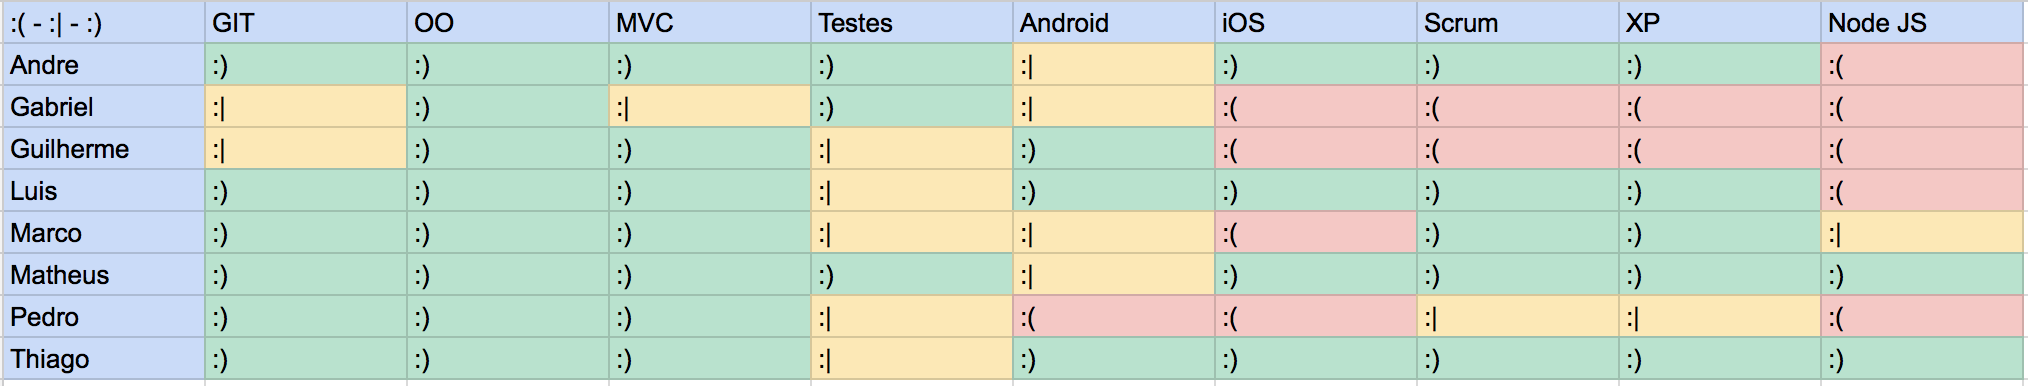 :( - :| - :) GIT OO MVC Testes Android iOS Scrum XP Node JS
Andre :) :) :) :) :| :) :) :) :(
Gabriel :| :) :| :) :| :( :( :( :(
Guilherme :| :) :) :| :) :( :( :( :(
Luis :) :) :) :| :) :) :) :) :(
Marco :) :) :) :| :| :( :) :) :|
Matheus :) :) :) :) :| :) :) :) :)
Pedro :) :) :) :| :( :( :| :| :(
Thiago :) :) :) :| :) :) :) :) :)